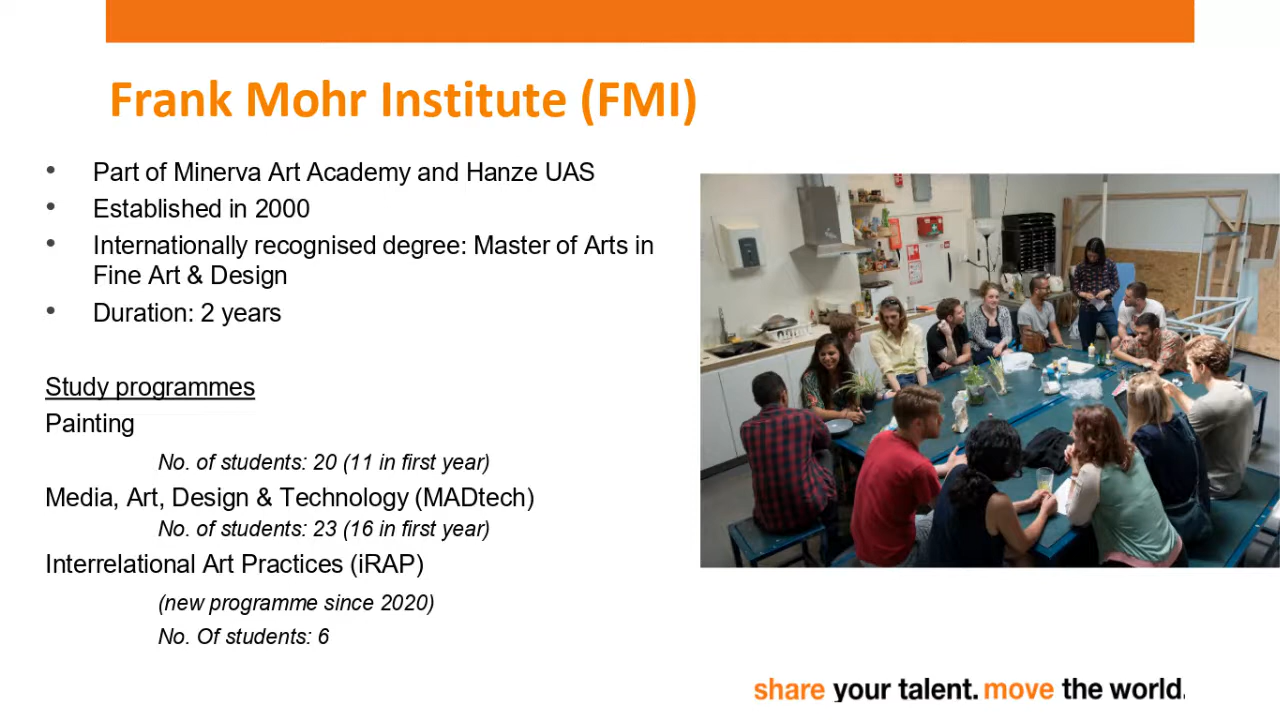 Frank Mohr Institute (FMI)
• Part of Minerva Art Academy and Hanze UAS
• Established in 2000
• Internationally recognised degree: Master of Arts in
Fine Art & Design
• Duration: 2 years
Study programmes
Painting
No. of students: 20 (11 in first year)
Media, Art, Design & Technology (MADtech)
No. of students: 23 (16 in first year)
Interrelational Art Practices (iRAP)
(new programme since 2020)
No. Of students: 6
share your talent. move the world.